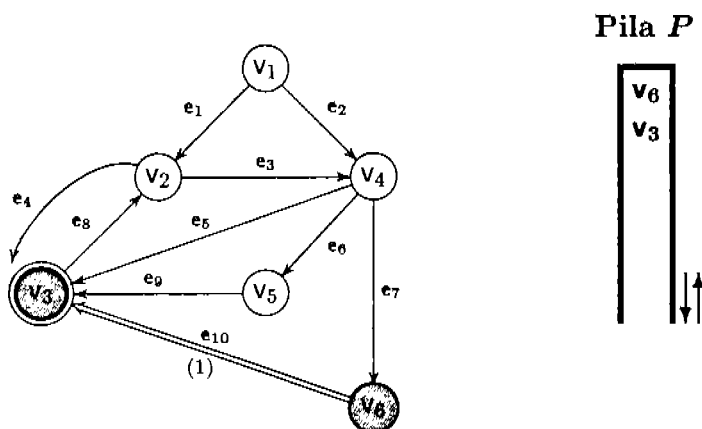 Pila P
v₁
e₁
e₂
v₂
e₃
v₄
e₄
e₈
e₅
e₆
v₃
e₉
v₅
e₇
e₁₀
(1)
v₆
v₆
v₃